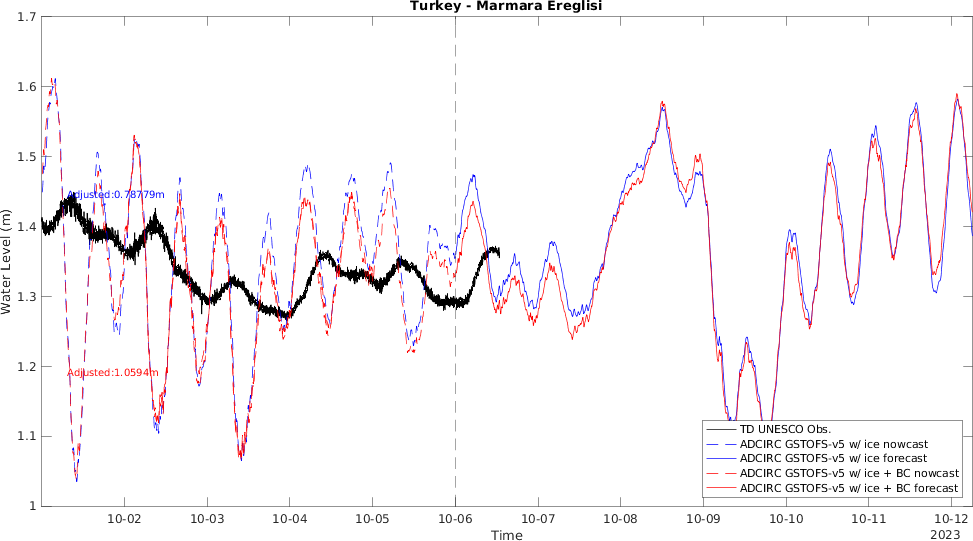 Turkey - Marmara Ereglisi
1.7
1.6
1.5
1.4
1.3
1.2
1.1
1
Water Level (m)
Adjusted:0.78779m
Adjusted:1.0594m
TD UNESCO Obs.
ADCIRC GSTOFS-v5 w/ ice nowcast
ADCIRC GSTOFS-v5 w/ ice forecast
ADCIRC GSTOFS-v5 w/ ice + BC nowcast
ADCIRC GSTOFS-v5 w/ ice + BC forecast
10-02 10-03 10-04 10-05 10-06 10-07 10-08 10-09 10-10 10-11 10-12
Time
2023